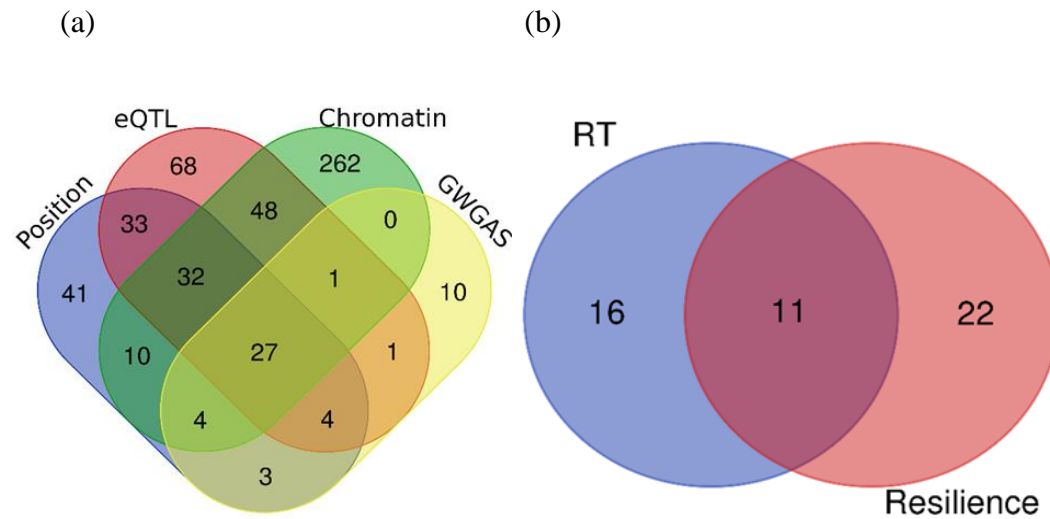 (a)
(b)
eQTL
Chromatin
Position
GWGAS
68
262
33
48
0
41
32
1
10
10
27
1
4
4
3
RT
16
11
22
Resilience